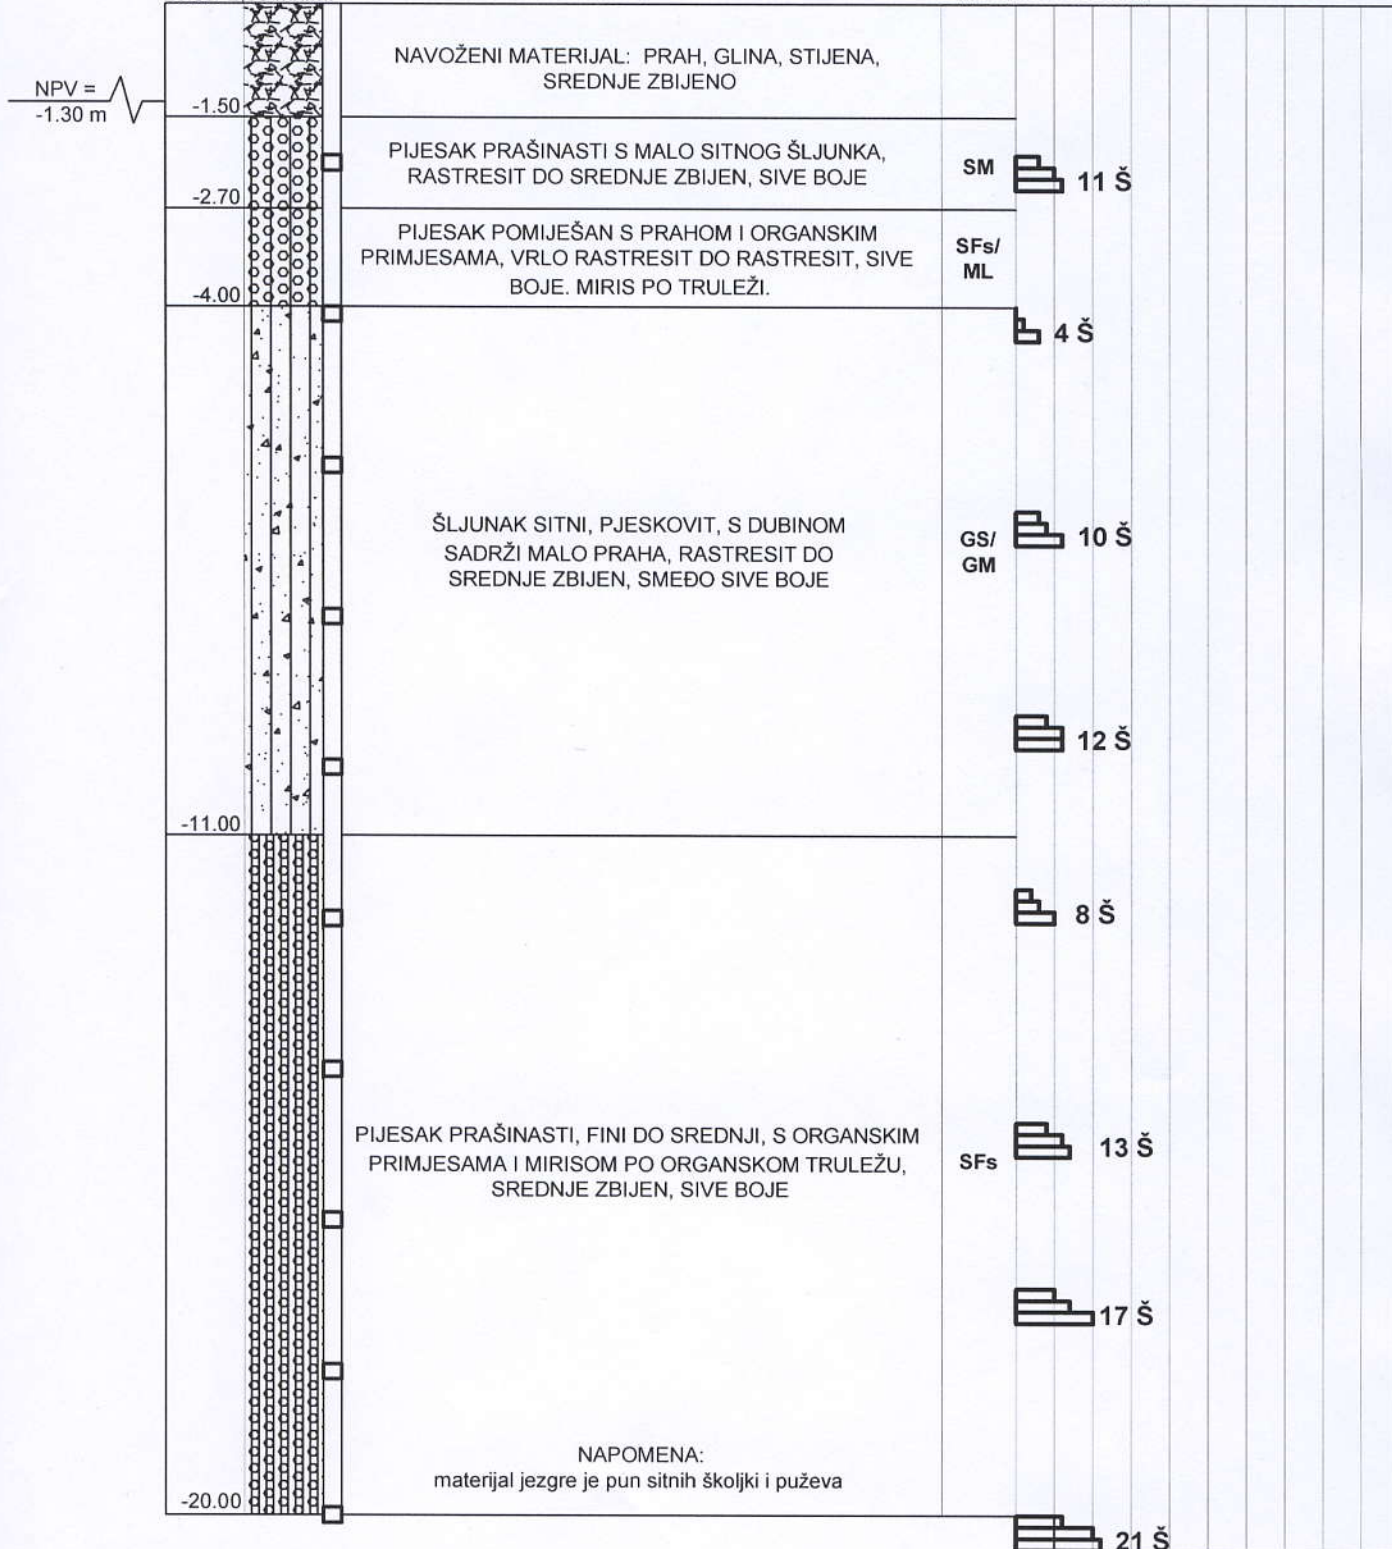 NAVOŽENI MATERIJAL: PRAH, GLINA, STIJENA,
SREDNJE ZBIJENO
NPV =
-1.30 m
-1.50
PIJESAK PRAŠINASTI S MALO SITNOG ŠLJUNKA,
RASTRESIT DO SREDNJE ZBIJEN, SIVE BOJE
SM
11 Š
-2.70
PIJESAK POMIJEŠAN S PRAHOM I ORGANSKIM
PRIMJESAMA, VRLO RASTRESIT DO RASTRESIT, SIVE
BOJE. MIRIS PO TRULEŽI.
SFs/
ML
-4.00
4 Š
ŠLJUNAK SITNI, PJESKOVIT, S DUBINOM
SADRŽI MALO PRAHA, RASTRESIT DO
SREDNJE ZBIJEN, SMEĐO SIVE BOJE
GS/
GM
10 Š
12 Š
-11.00
8 Š
PIJESAK PRAŠINASTI, FINI DO SREDNJI, S ORGANSKIM
PRIMJESAMA I MIRISOM PO ORGANSKOM TRULEŽU,
SREDNJE ZBIJEN, SIVE BOJE
SFs
13 Š
17 Š
NAPOMENA:
materijal jezgre je pun sitnih školjki i puževa
-20.00
21 Š